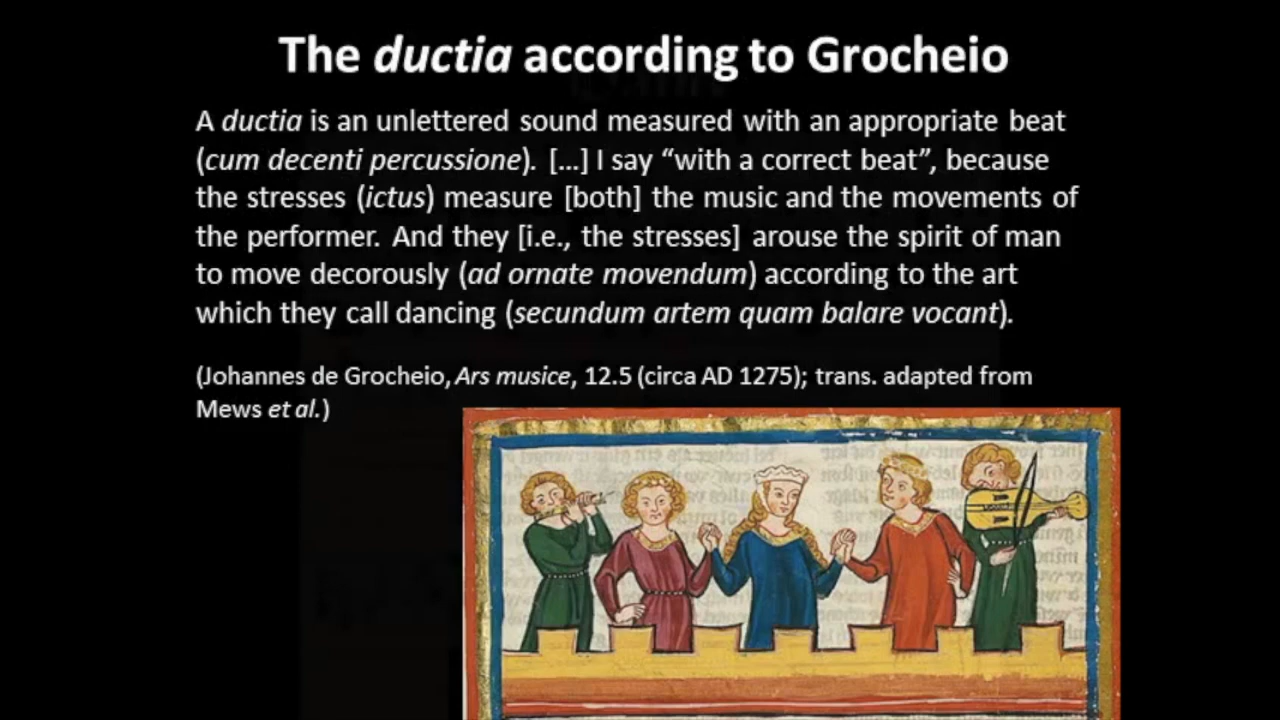 The ductia according to Grocheio
A ductia is an unlettered sound measured with an appropriate beat
(cum decenti percussione). [...] I say “with a correct beat”, because
the stresses (ictus) measure [both] the music and the movements of
the performer. And they [i.e., the stresses] arouse the spirit of man
to move decorously (ad ornate movendum) according to the art
which they call dancing (secundum artem quam balare vocant).
(Johannes de Grocheio, Ars musice, 12.5 (circa AD 1275); trans. adapted from
Mews et al.)